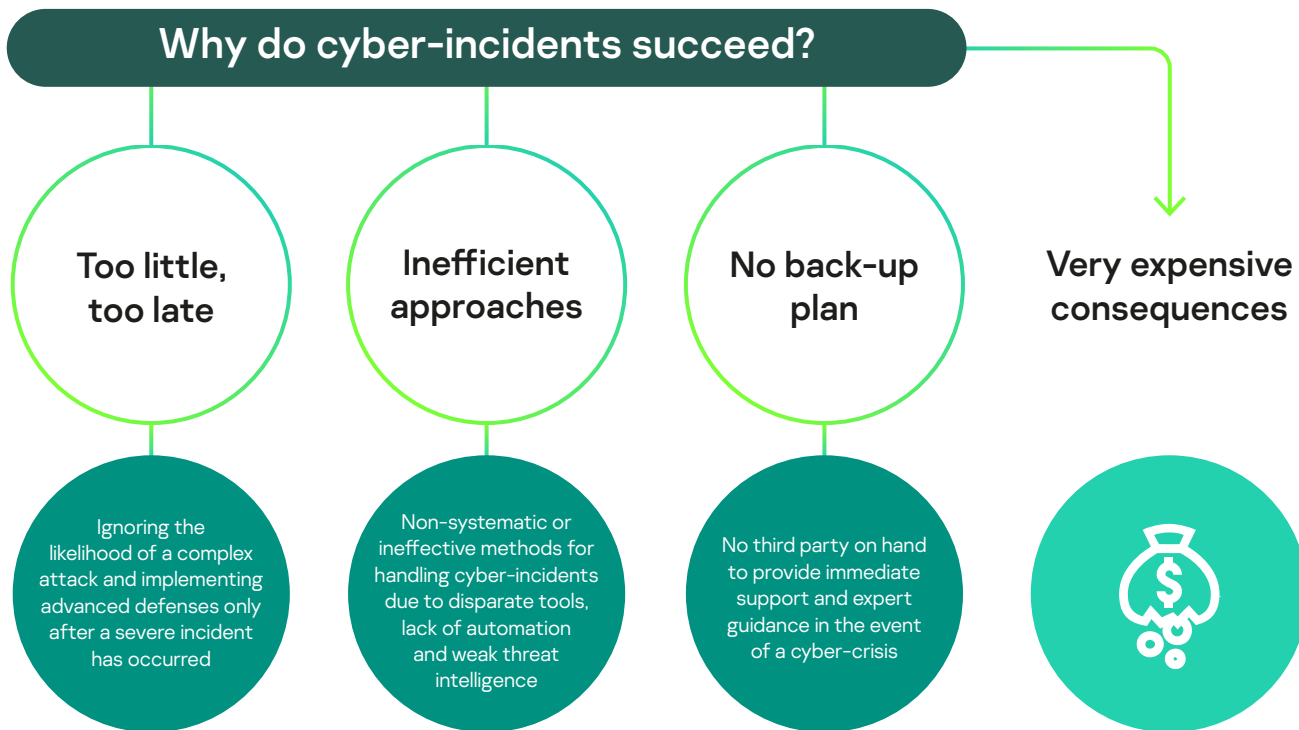 Why do cyber-incidents succeed?
Too little,
too late
Inefficient
approaches
No back-up
plan
Very expensive
consequences
Ignoring the
likelihood of a complex
attack and implementing
advanced defenses only
after a severe incident
has occurred
Non-systematic or
ineffective methods for
handling cyber-incidents
due to disparate tools,
lack of automation
and weak threat
intelligence
No third party on hand
to provide immediate
support and expert
guidance in the event
of a cyber-crisis
$